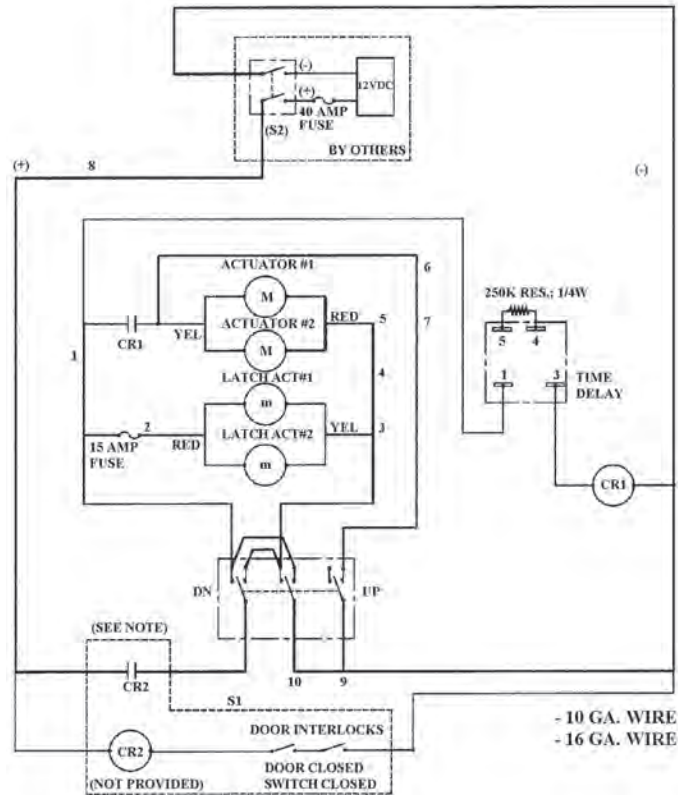 (-)
12VDC
(+)
40 AMP
FUSE
(S2)
BY OTHERS
(+)
8
(-)
ACTUATOR #1
6
M
250K RES.; 1/4W
ACTUATOR #2
RED
5
7
CR1
YEL
M
5
4
1
LATCH ACT#1
4
1
3
TIME
DELAY
m
2
LATCH ACT#2
YEL
3
RED
15 AMP
FUSE
m
CR1
DN
UP
(SEE NOTE)
CR2
10
9
S1
DOOR INTERLOCKS
- 10 GA. WIRE
- 16 GA. WIRE
CR2
DOOR CLOSED
(NOT PROVIDED)
SWITCH CLOSED